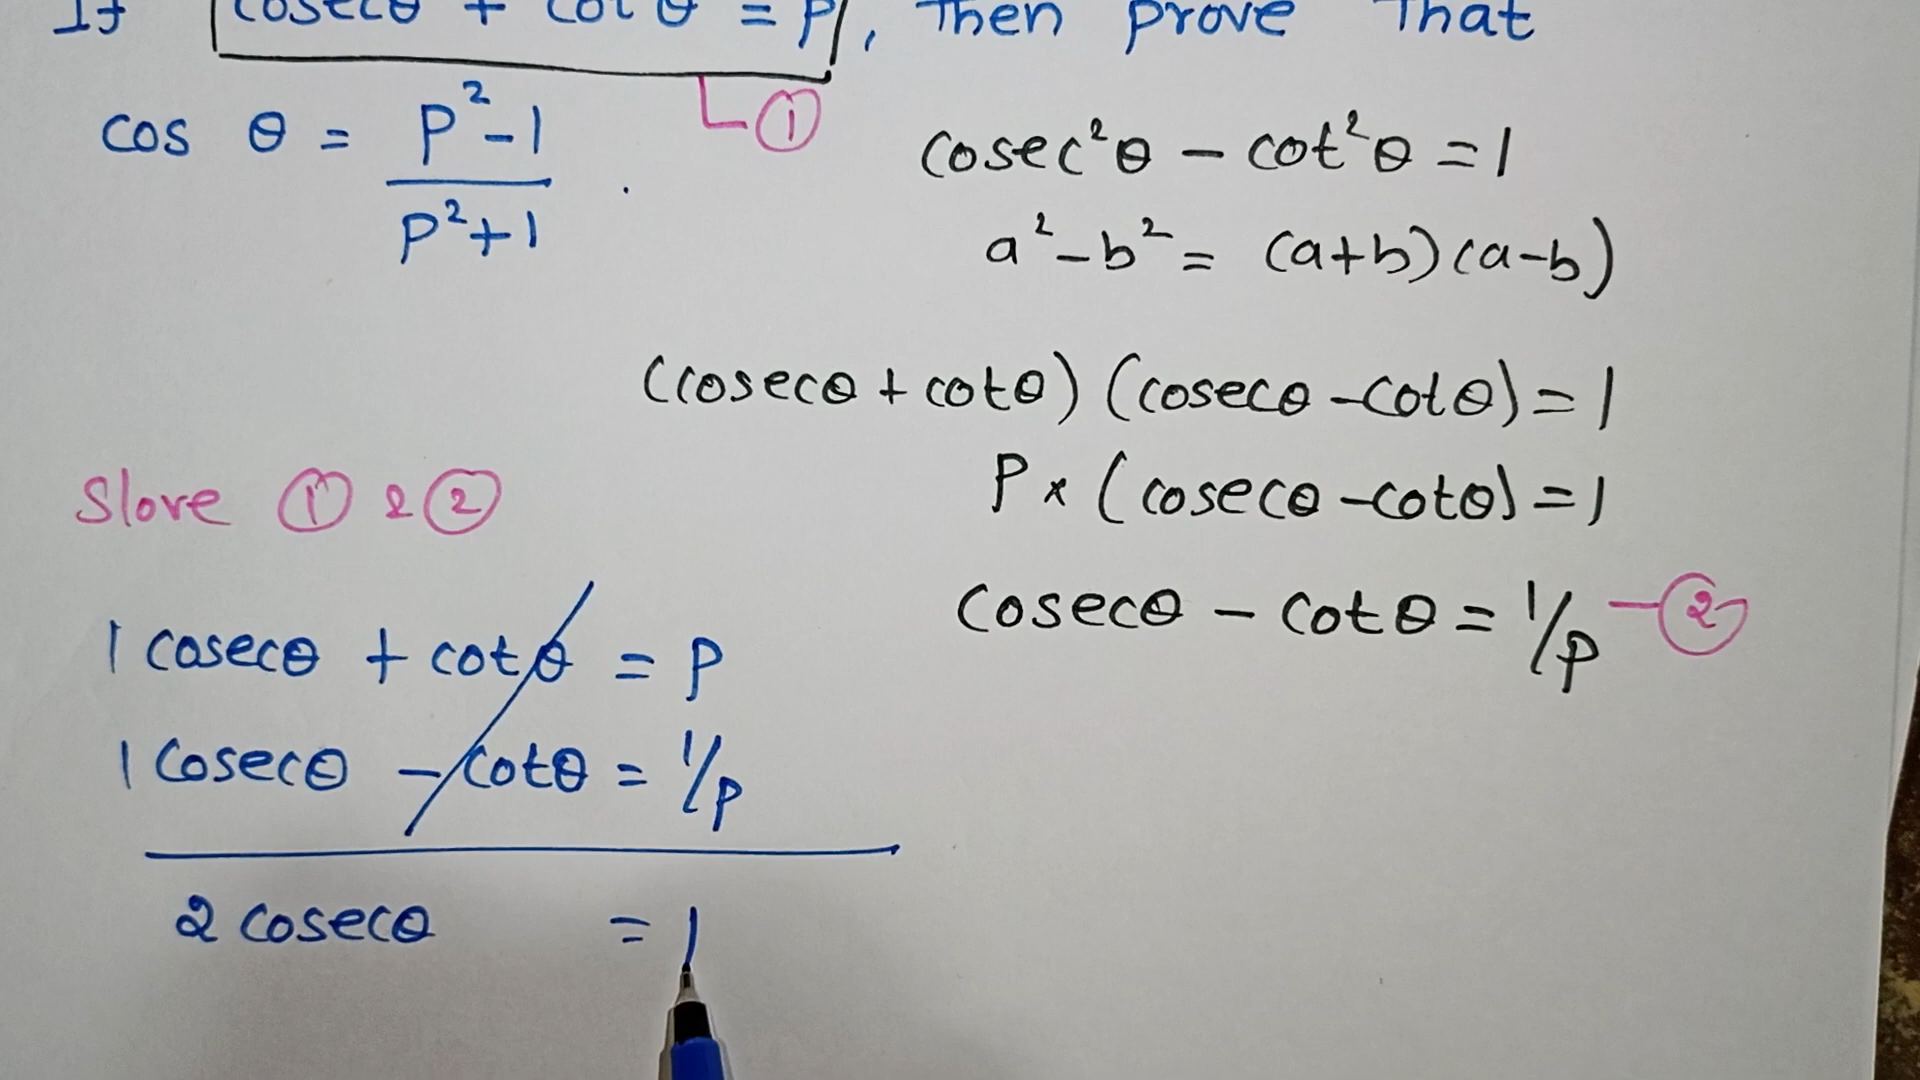 If cosecθ + cot θ = P, Then prove that
cos θ = P²-1 / P²+1 .
①
cosec²θ - cot²θ = 1
a² - b² = (a+b)(a-b)
(cosecθ + cotθ) (cosecθ - cotθ) = 1
P × (cosecθ - cotθ) = 1
cosecθ - cotθ = 1/p - ②
Slove ① & ②
1 cosecθ + cotθ = P
1 cosecθ - cotθ = 1/p
2 cosecθ = 1